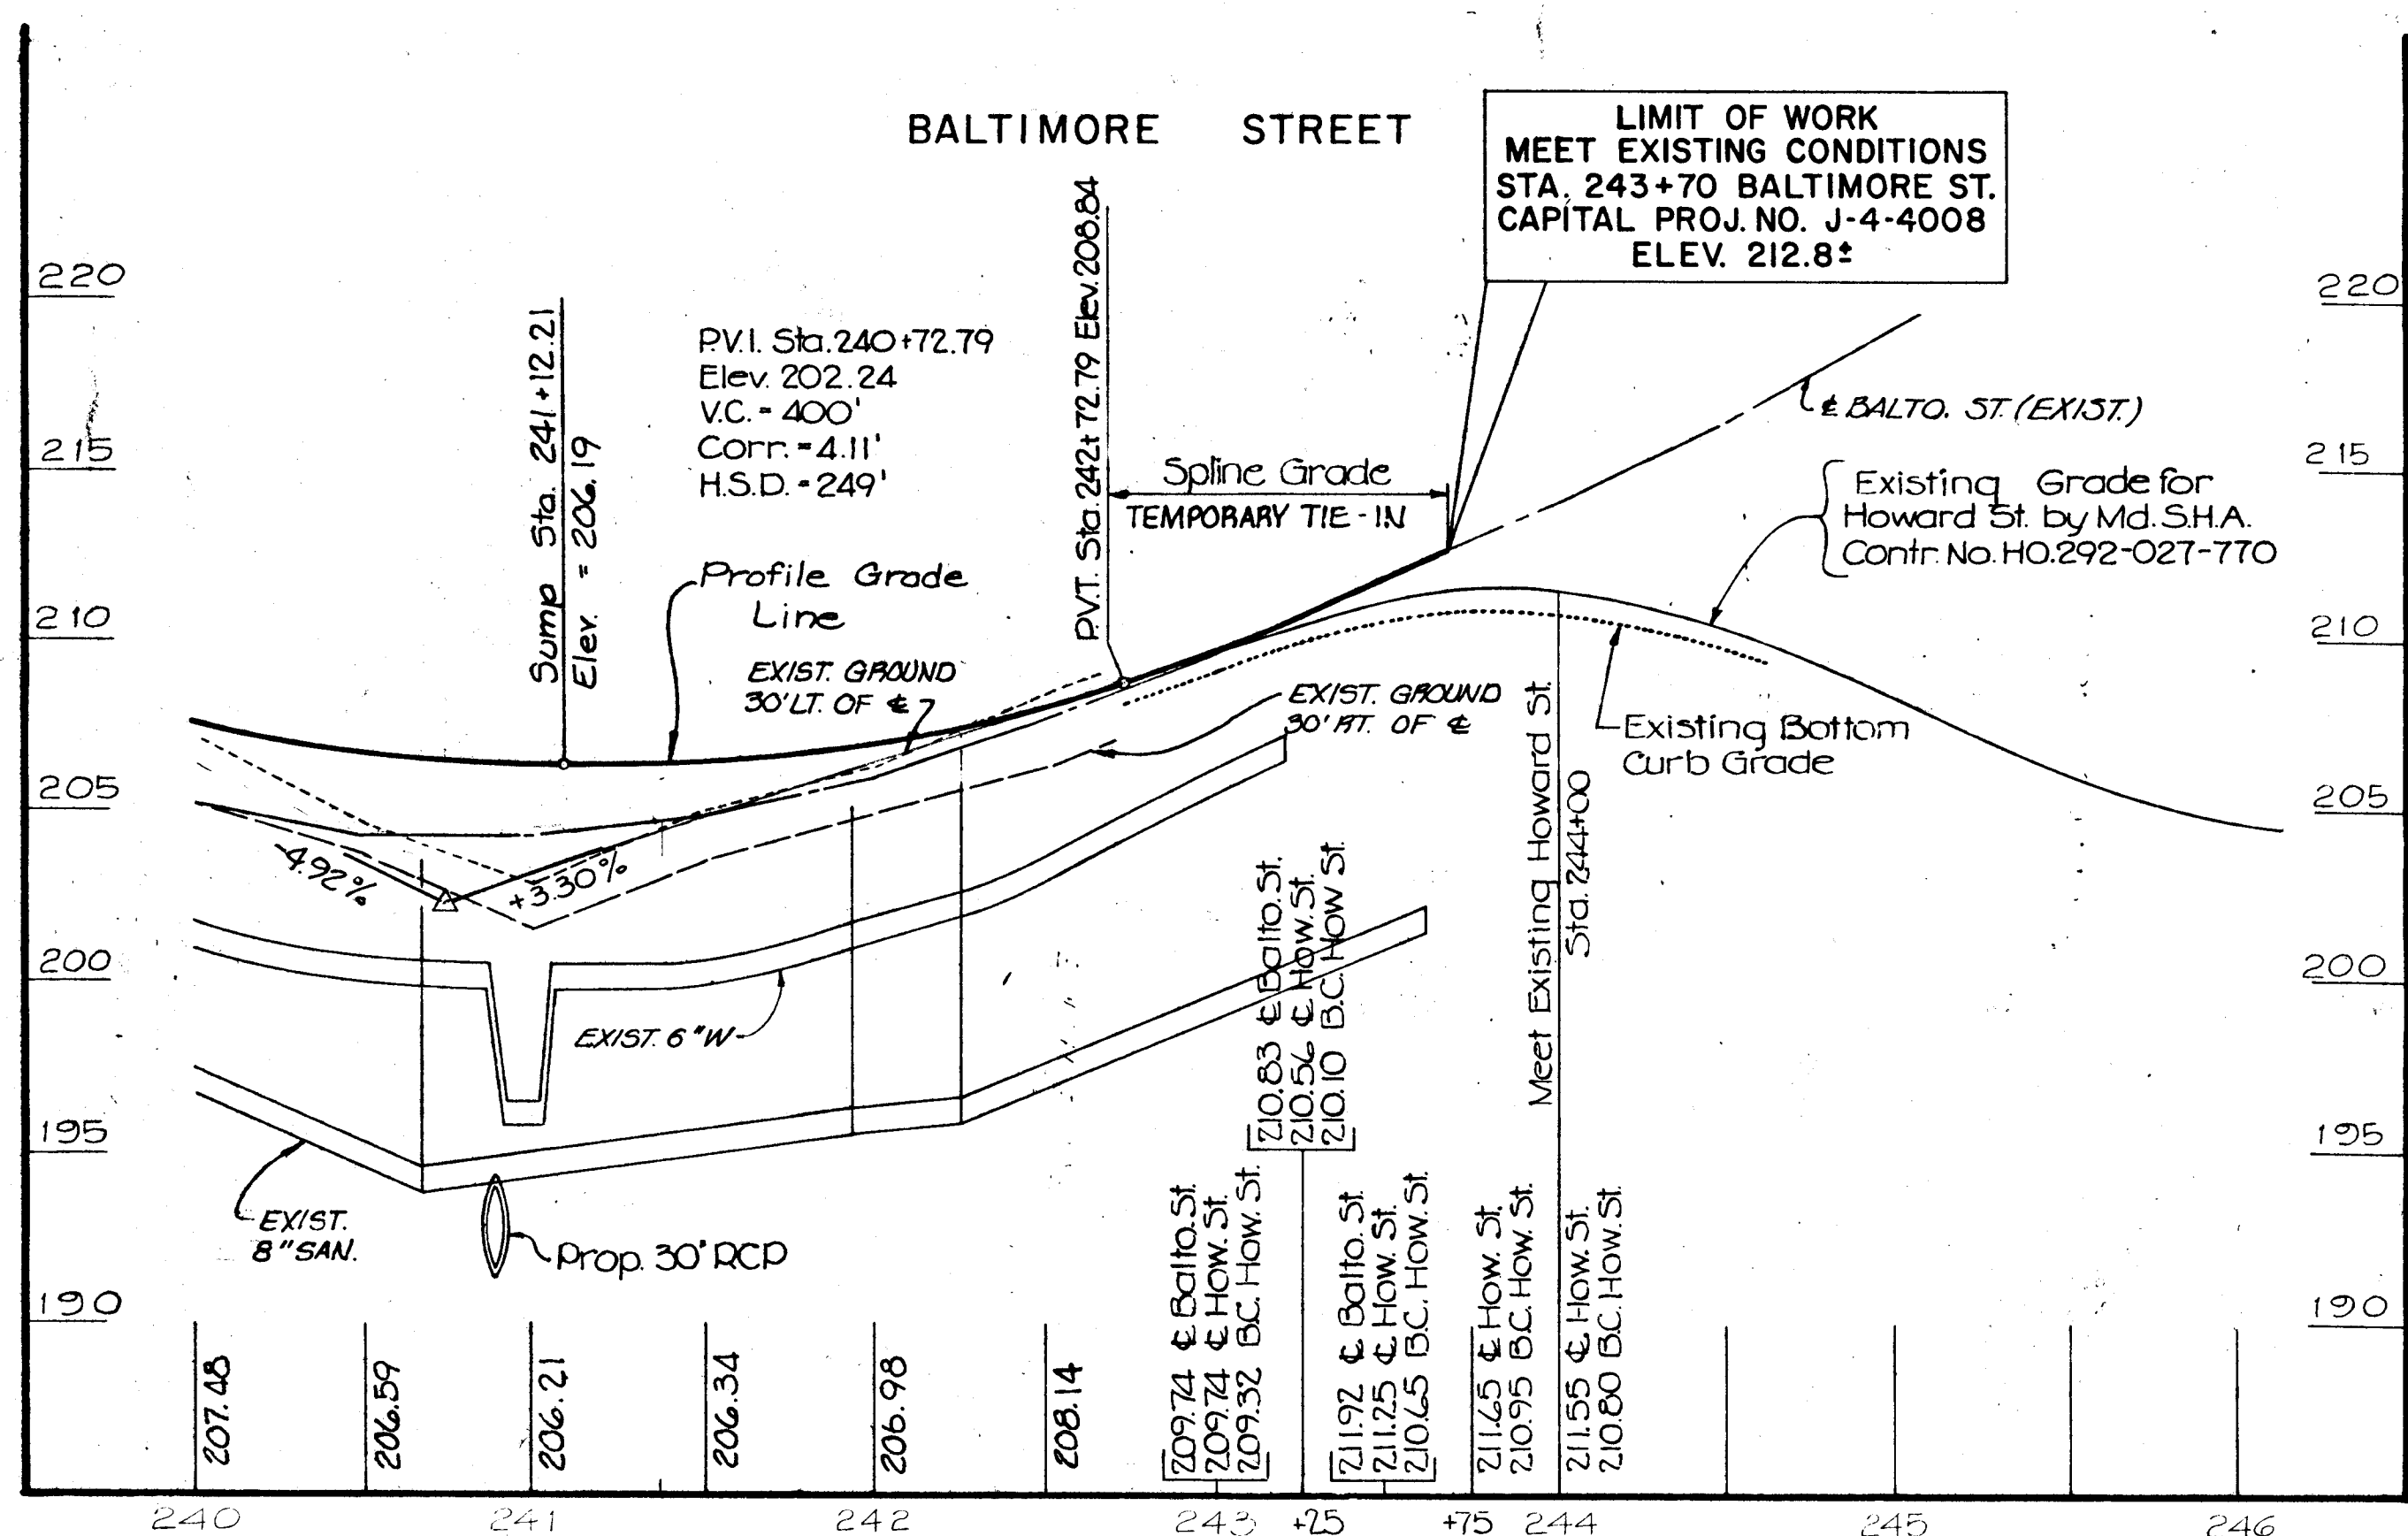 BALTIMORE STREET
LIMIT OF WORK
MEET EXISTING CONDITIONS
STA. 243+70 BALTIMORE ST.
CAPITAL PROJ. NO. J-4-4008
ELEV. 212.8±
220
215
210
205
200
195
190
220
215
210
205
200
195
190
Sump Sta. 241+12.21
Elev. = 206.19
P.V.I. Sta. 240+72.79
Elev. 202.24
V.C. = 400'
Corr. = 4.11'
H.S.D. = 249'
P.V.T. Sta. 242+72.79 Elev. 208.84
Spline Grade
TEMPORARY TIE-IN
℄ BALTO. ST. (EXIST.)
Existing Grade for
Howard St. by Md. S.H.A.
Contr. No. HO.292-027-770
Profile Grade
Line
EXIST. GROUND
30' LT. OF ℄
EXIST. GROUND
30' RT. OF ℄
Existing Bottom
Curb Grade
-4.92%
+3.30%
EXIST. 6"W
EXIST.
8" SAN.
Prop. 30" RCP
Meet Existing Howard St.
Sta. 244+00
207.48
206.59
206.21
206.34
206.98
208.14
209.74 ℄ Balto. St.
209.74 ℄ How. St.
209.32 B.C. How. St.
210.83 ℄ Balto. St.
210.56 ℄ How. St.
210.10 B.C. How St.
211.92 ℄ Balto. St.
211.25 ℄ How. St.
210.65 B.C. How. St.
211.65 ℄ How. St.
210.95 B.C. How. St.
211.55 ℄ How. St.
210.80 B.C. How. St.
240
241
242
243
+25
+75
244
245
246